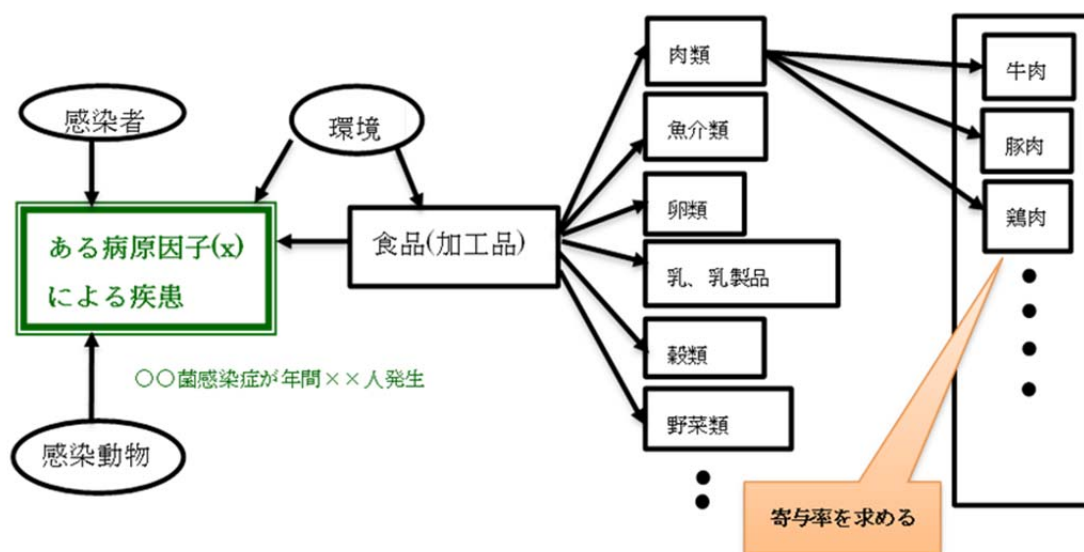 感染者
環境
ある病原因子(x)
による疾患
食品(加工品)
○○菌感染症が年間××人発生
感染動物
肉類
魚介類
卵類
乳、乳製品
穀類
野菜類
牛肉
豚肉
鶏肉
寄与率を求める